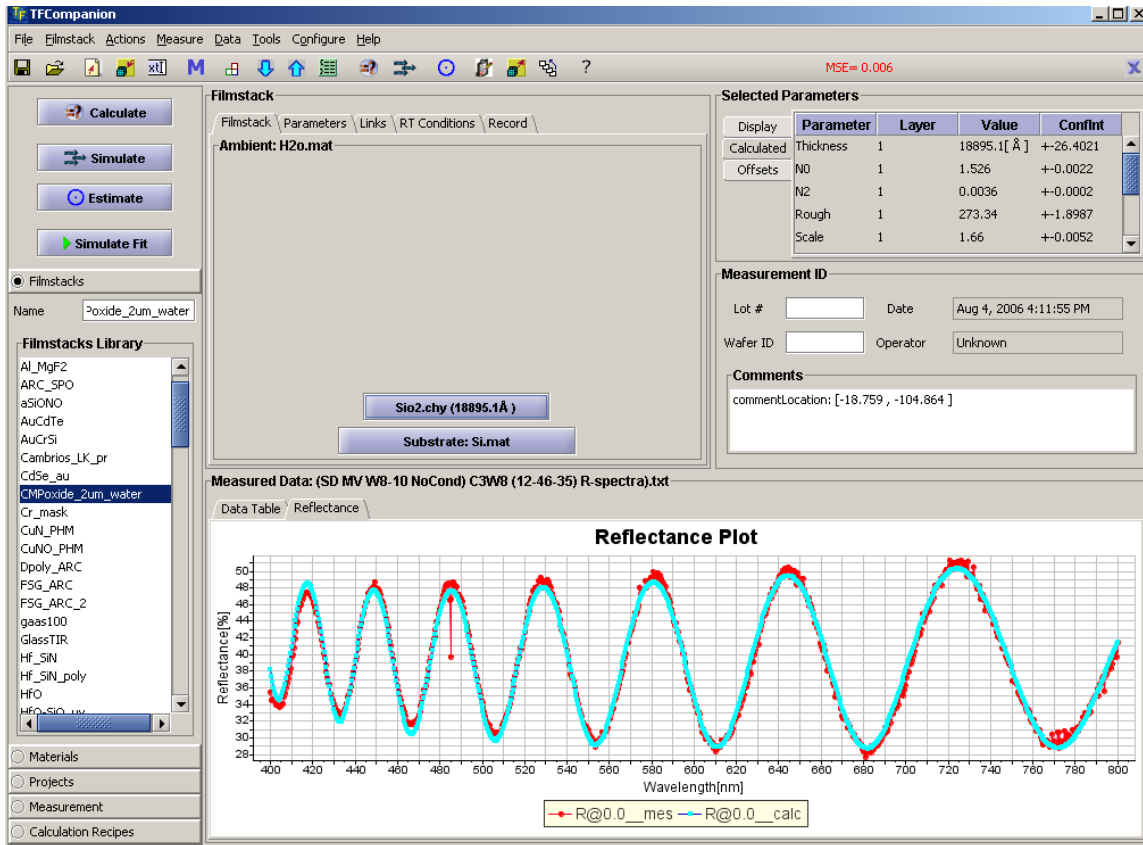 TFCompanion
File Filmstack Actions Measure Data Tools Configure Help
MSE= 0.006
Calculate
Simulate
Estimate
Simulate Fit
Filmstacks
Name
Poxide_2um_water
Filmstacks Library
Al_MgF2
ARC_SPO
aSiONO
AuCdTe
AuCrSi
Cambrios_LK_pr
CdSe_au
CMPoxide_2um_water
Cr_mask
CuN_PHM
CuNO_PHM
Dpoly_ARC
FSG_ARC
FSG_ARC_2
gaas100
GlassTIR
Hf_SiN
Hf_SiN_poly
HfO
HfO-SiO_uv
Materials
Projects
Measurement
Calculation Recipes
Filmstack
Filmstack Parameters Links RT Conditions Record
Ambient: H2o.mat
Sio2.chy (18895.1Å )
Substrate: Si.mat
Selected Parameters
Display
Calculated
Offsets
Parameter Layer Value ConfInt
Thickness 1 18895.1[ Å ] +-26.4021
N0 1 1.526 +-0.0022
N2 1 0.0036 +-0.0002
Rough 1 273.34 +-1.8987
Scale 1 1.66 +-0.0052
Measurement ID
Lot # Date Aug 4, 2006 4:11:55 PM
Wafer ID Operator Unknown
Comments
commentLocation: [-18.759 , -104.864 ]
Measured Data: (SD MV W8-10 NoCond) C3W8 (12-46-35) R-spectra).txt
Data Table Reflectance
Reflectance Plot
Reflectance[%]
50
48
46
44
42
40
38
36
34
32
30
28
400 420 440 460 480 500 520 540 560 580 600 620 640 660 680 700 720 740 760 780 800
Wavelength[nm]
R@0.0__mes R@0.0__calc